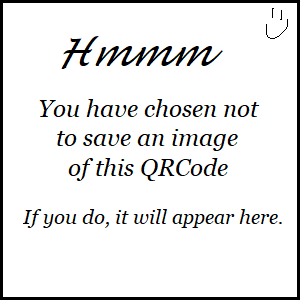 Hmmm
You have chosen not
to save an image
of this QRCode
If you do, it will appear here.